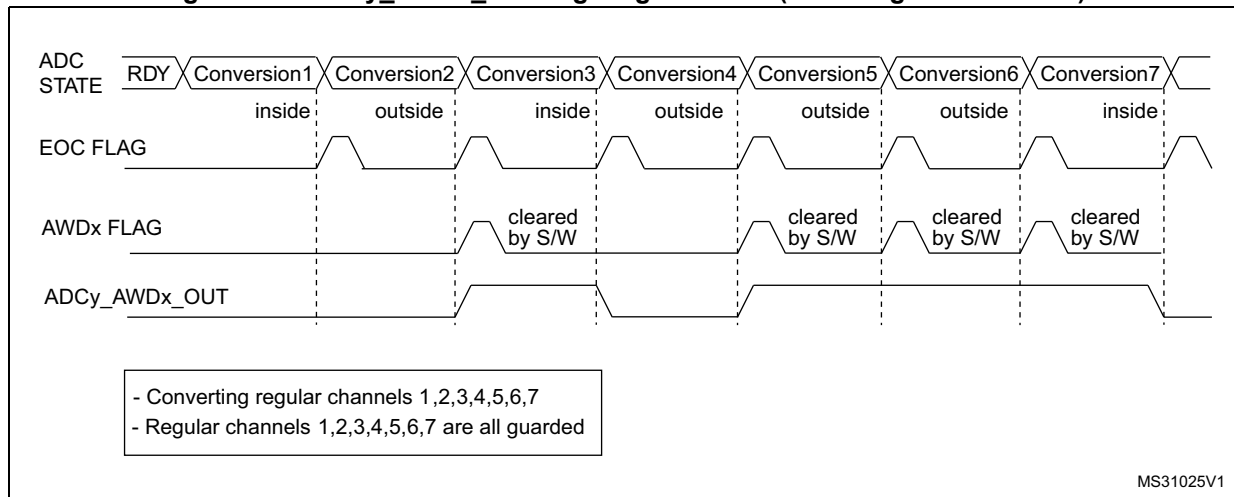 ADC
STATE
RDY Conversion1 Conversion2 Conversion3 Conversion4 Conversion5 Conversion6 Conversion7
inside outside inside outside outside outside inside
EOC FLAG
AWDx FLAG
cleared by S/W
cleared by S/W
cleared by S/W
cleared by S/W
ADCy_AWDx_OUT
- Converting regular channels 1,2,3,4,5,6,7
- Regular channels 1,2,3,4,5,6,7 are all guarded
MS31025V1